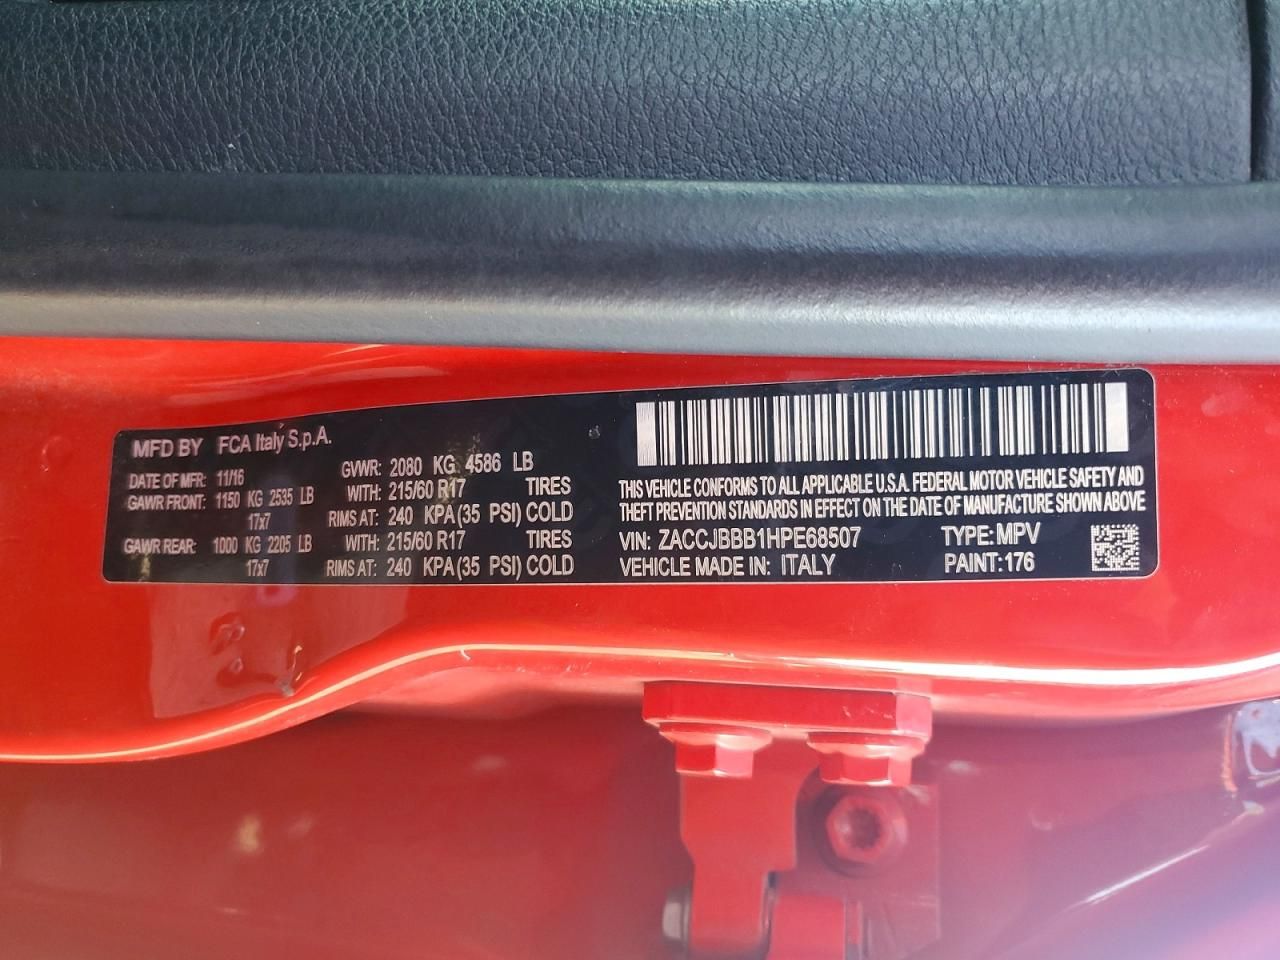 MFD BY FCA Italy S.p.A.
DATE OF MFR: 11/16 GVWR: 2080 KG 4586 LB
GAWR FRONT: 1150 KG 2535 LB WITH: 215/60 R17 TIRES
17x7 RIMS AT: 240 KPA (35 PSI) COLD
GAWR REAR: 1000 KG 2205 LB WITH: 215/60 R17 TIRES
17x7 RIMS AT: 240 KPA (35 PSI) COLD
THIS VEHICLE CONFORMS TO ALL APPLICABLE U.S.A. FEDERAL MOTOR VEHICLE SAFETY AND
THEFT PREVENTION STANDARDS IN EFFECT ON THE DATE OF MANUFACTURE SHOWN ABOVE
VIN: ZACCJBBB1HPE68507 TYPE: MPV
VEHICLE MADE IN: ITALY PAINT: 176